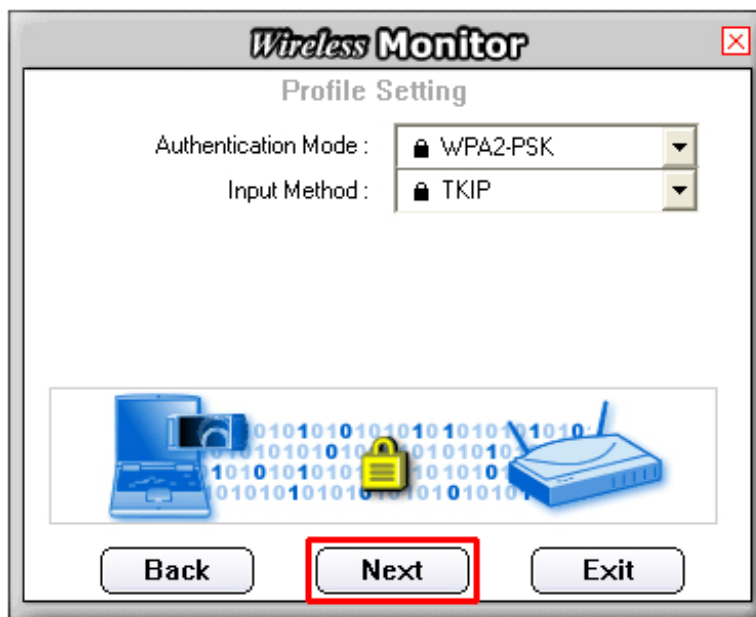 Wireless Monitor
Profile Setting
Authentication Mode : WPA2-PSK
Input Method : TKIP
Back Next Exit